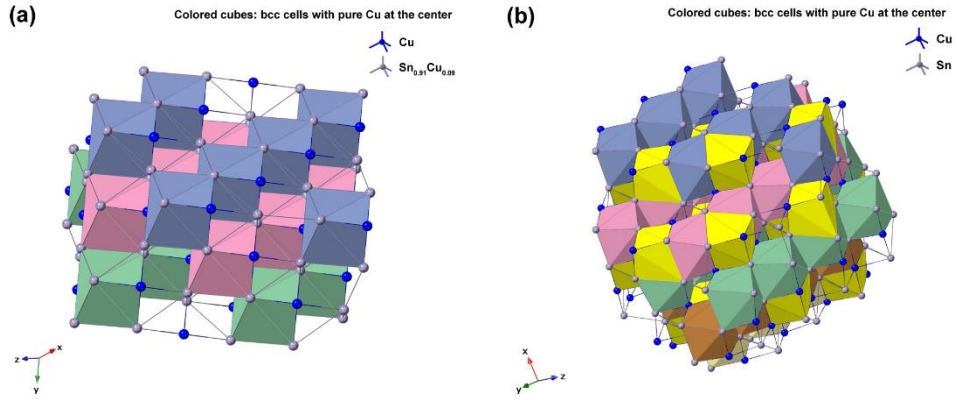 (a)
Colored cubes: bcc cells with pure Cu at the center
Cu
Sn0.91Cu0.09
x
z
y
(b)
Colored cubes: bcc cells with pure Cu at the center
Cu
Sn
x
y
z